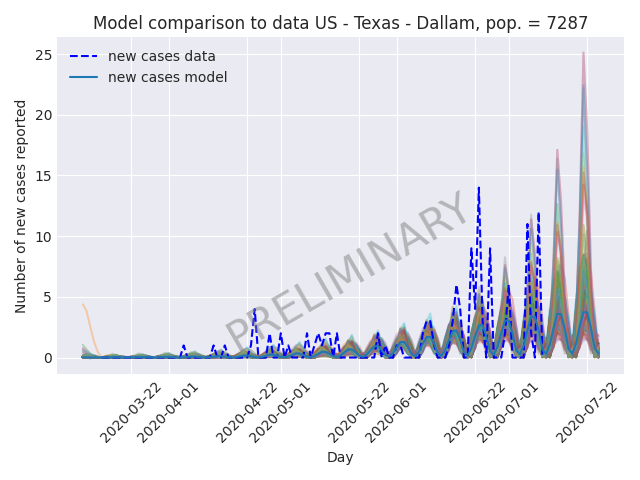 Model comparison to data US - Texas - Dallam, pop. = 7287
new cases data
new cases model
Number of new cases reported
25
20
15
10
5
0
PRELIMINARY
2020-03-22
2020-04-01
2020-04-22
2020-05-01
2020-05-22
2020-06-01
2020-06-22
2020-07-01
2020-07-22
Day